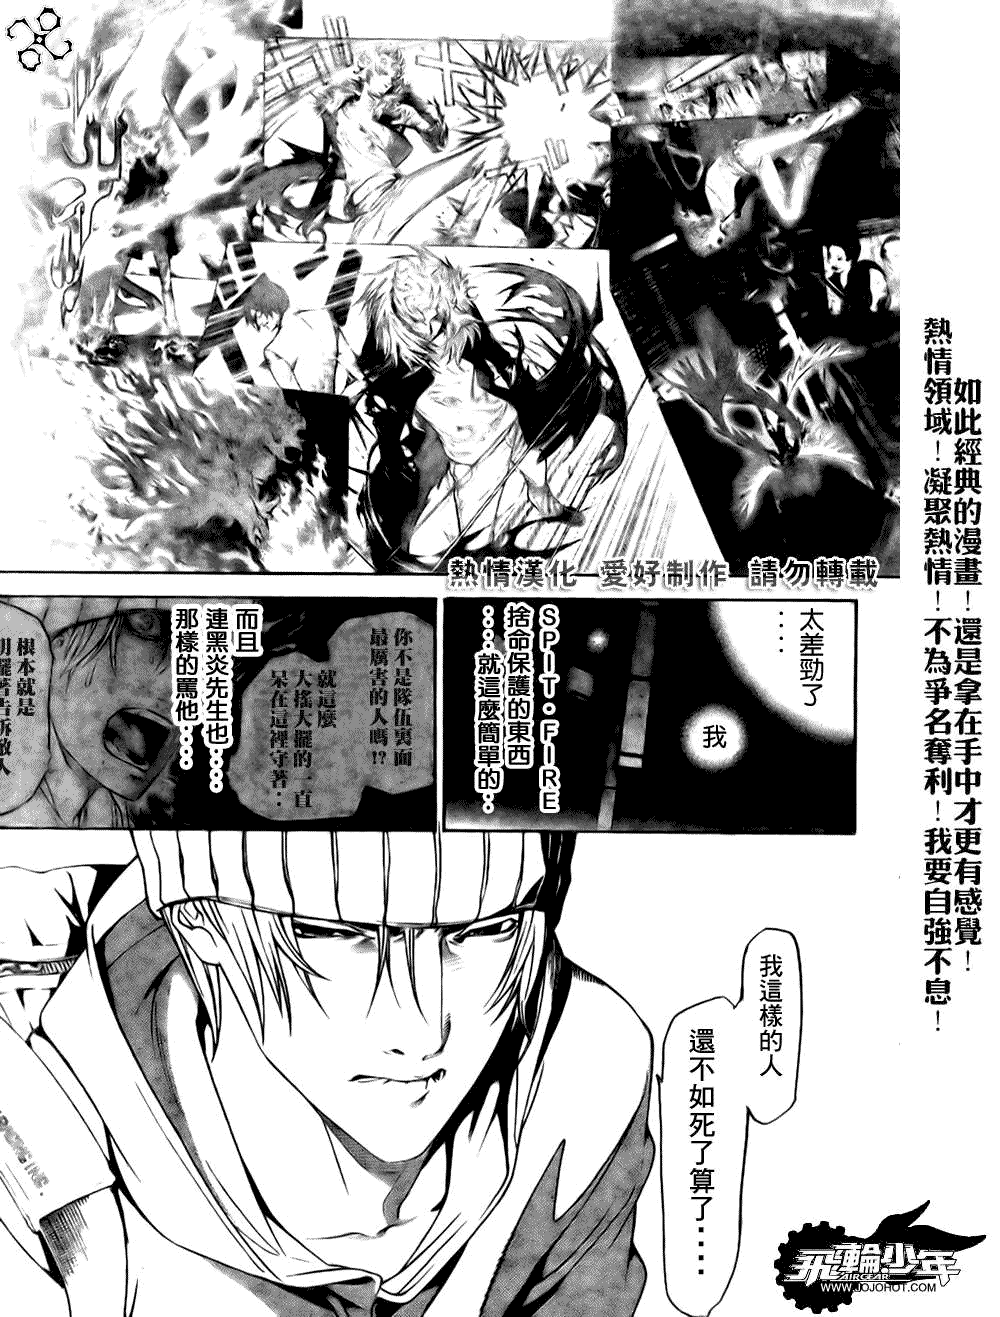 熱情漢化 愛好制作 請勿轉載
太差勁了
‥‥
我
SPIT・FIRE
捨命保護的東西
‥‥就這麼簡單的‥
你不是隊伍裏面
最厲害的人嗎!?
就這麼
大搖大擺的一直
呆在這裡守著‥
而且
連黑炎先生也‥‥
那樣的罵他‥‥
根本就是
明擺著告訴敵人
我這樣的人
還不如死了算了‥‥
如此經典的漫畫！還是拿在手中才更有感覺！
熱情領域！凝聚熱情！不為爭名奪利！我要自強不息！
飛輪少年
AIRGEAR
WWW.JOJOHOT.COM